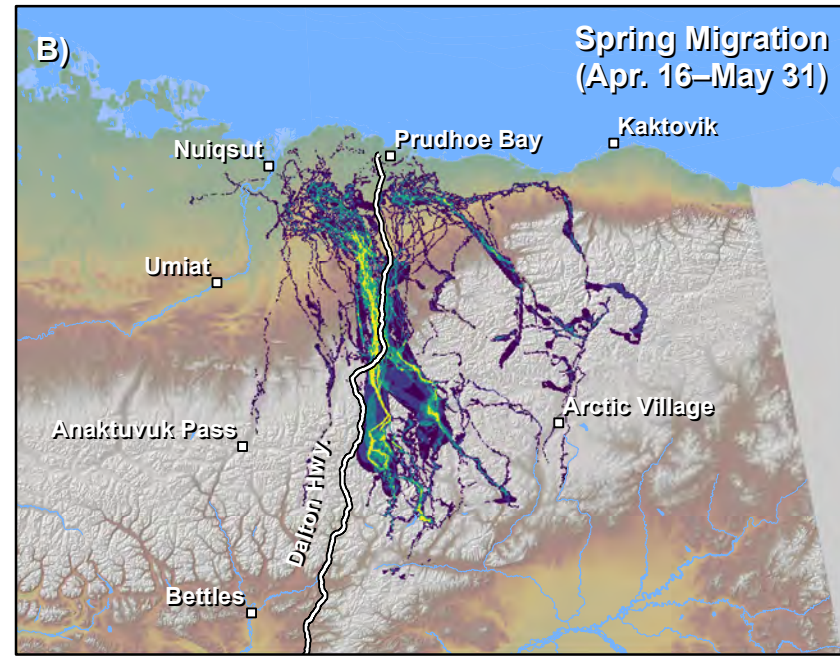 B)
Spring Migration
(Apr. 16–May 31)
Nuiqsut
Prudhoe Bay
Kaktovik
Umiat
Anaktuvuk Pass
Arctic Village
Dalton Hwy.
Bettles